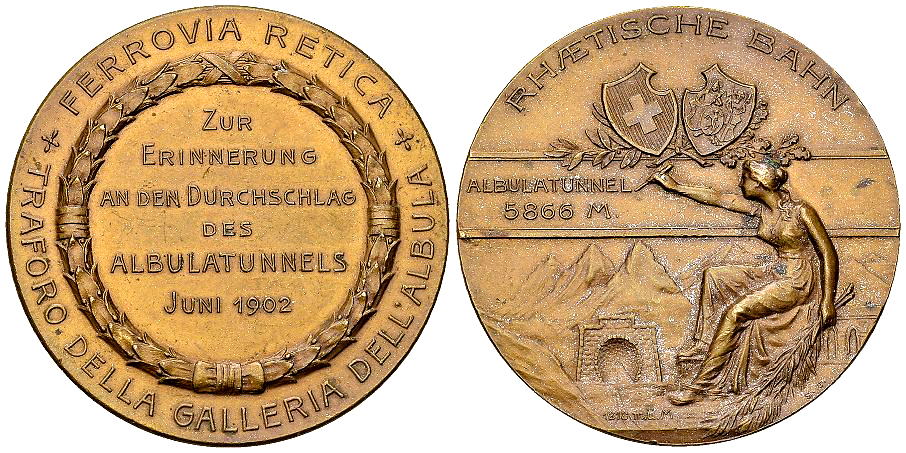 FERROVIA RETICA
TRAFORO DELLA GALLERIA DELL'ALBULA
ZUR
ERINNERUNG
AN DEN DURCHSCHLAG
DES
ALBULATUNNELS
JUNI 1902
RHÆTISCHE BAHN
ALBULATUNNEL
5866 M.